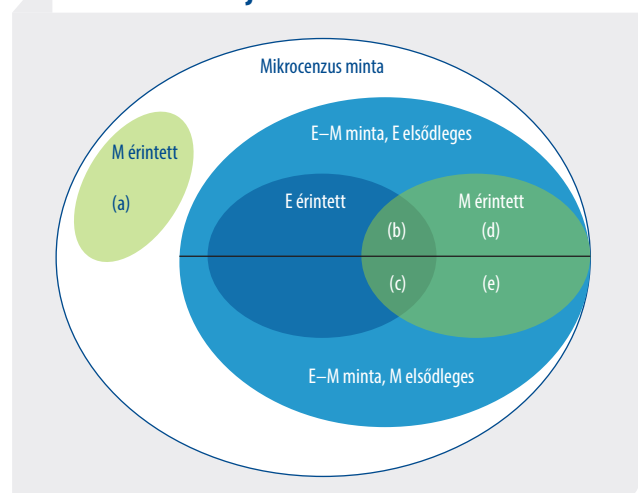 Mikrocenzus minta
E–M minta, E elsődleges
M érintett
(a)
E érintett
M érintett
(b)
(d)
(c)
(e)
E–M minta, M elsődleges